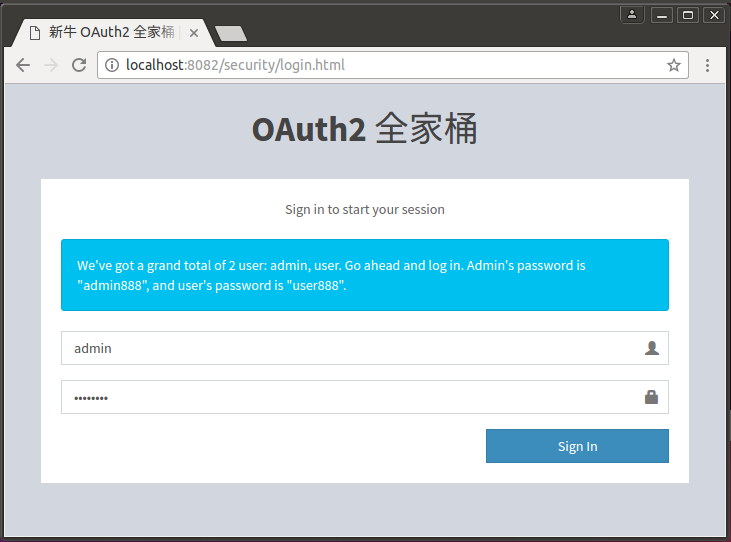 新牛 OAuth2 全家桶
localhost:8082/security/login.html
OAuth2 全家桶
Sign in to start your session
We've got a grand total of 2 user: admin, user. Go ahead and log in. Admin's password is
"admin888", and user's password is "user888".
admin
••••••••
Sign In